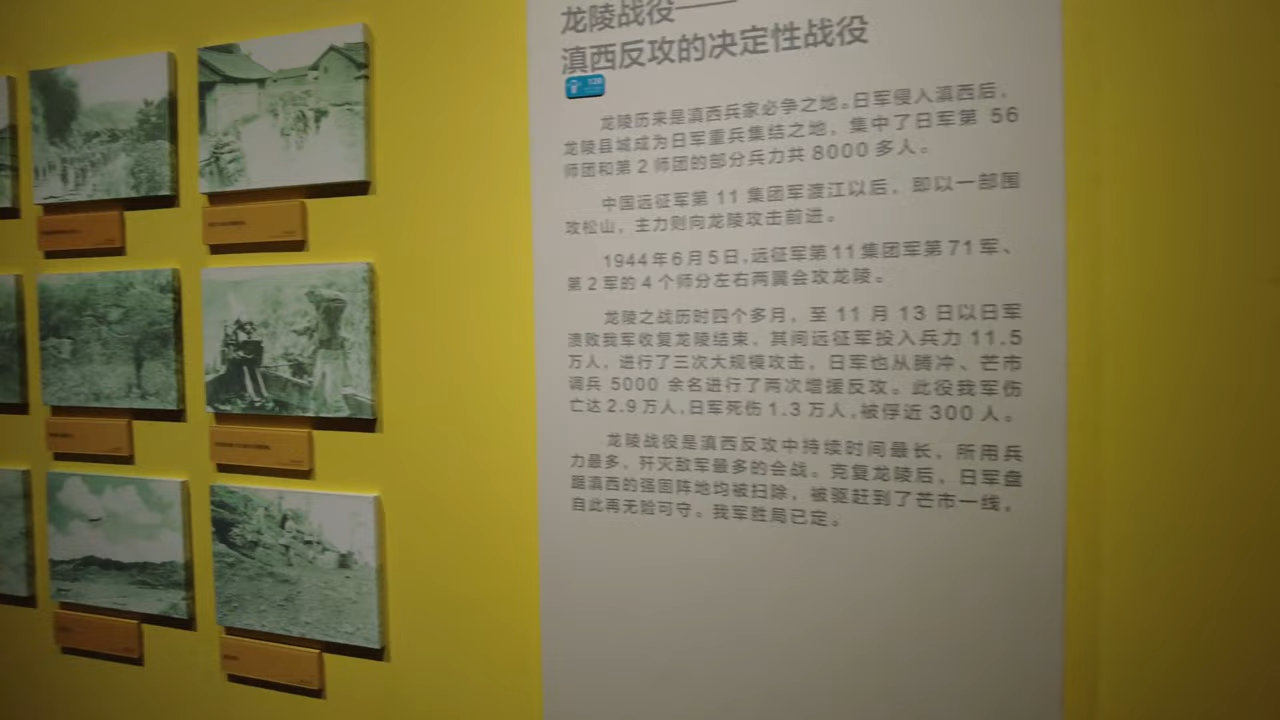 龙陵战役——
滇西反攻的决定性战役
120
龙陵历来是滇西兵家必争之地。日军侵入滇西后，
龙陵县城成为日军重兵集结之地，集中了日军第 56
师团和第 2 师团的部分兵力共 8000 多人。
中国远征军第 11 集团军渡江以后，即以一部围
攻松山，主力则向龙陵攻击前进。
1944年6月5日，远征军第11集团军第71军、
第2军的4个师分左右两翼会攻龙陵。
龙陵之战历时四个多月，至 11 月 13 日以日军
溃败我军收复龙陵结束，其间远征军投入兵力 11.5
万人，进行了三次大规模攻击，日军也从腾冲、芒市
调兵 5000 余名进行了两次增援反攻。此役我军伤
亡达2.9万人，日军死伤1.3万人，被俘近300人。
龙陵战役是滇西反攻中持续时间最长，所用兵
力最多，歼灭敌军最多的会战。克复龙陵后，日军盘
踞滇西的强固阵地均被扫除，被驱赶到了芒市一线，
自此再无险可守。我军胜局已定。